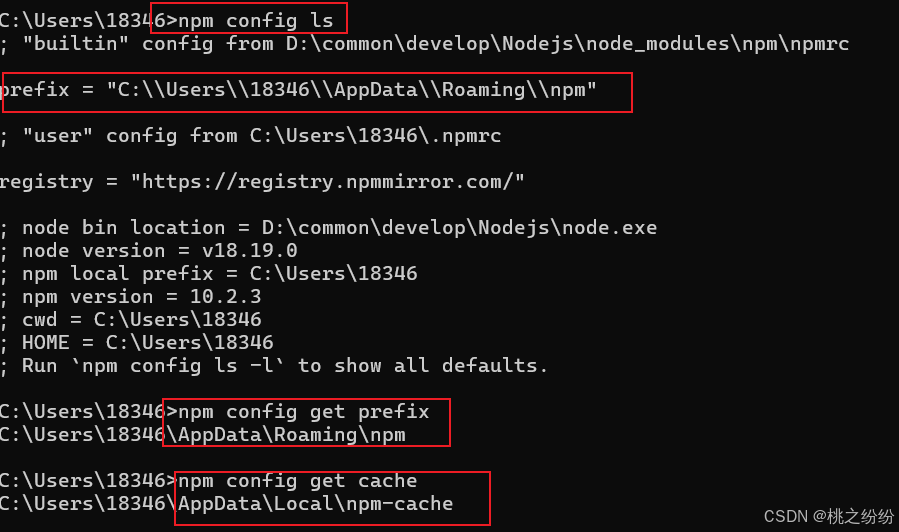 C:\Users\18346>npm config ls
; "builtin" config from D:\common\develop\Nodejs\node_modules\npm\npmrc
prefix = "C:\\Users\\18346\\AppData\\Roaming\\npm"
; "user" config from C:\Users\18346\.npmrc
registry = "https://registry.npmmirror.com/"
; node bin location = D:\common\develop\Nodejs\node.exe
; node version = v18.19.0
; npm local prefix = C:\Users\18346
; npm version = 10.2.3
; cwd = C:\Users\18346
; HOME = C:\Users\18346
; Run `npm config ls -l` to show all defaults.
C:\Users\18346>npm config get prefix
C:\Users\18346\AppData\Roaming\npm
C:\Users\18346>npm config get cache
C:\Users\18346\AppData\Local\npm-cache
CSDN @桃之纷纷